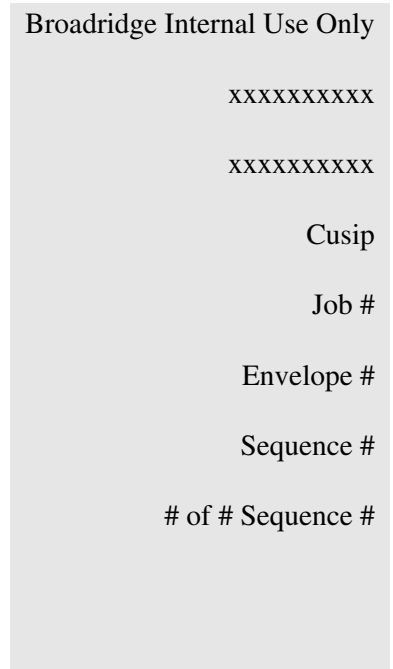 Broadridge Internal Use Only
xxxxxxxxxx
xxxxxxxxxx
Cusip
Job #
Envelope #
Sequence #
# of # Sequence #